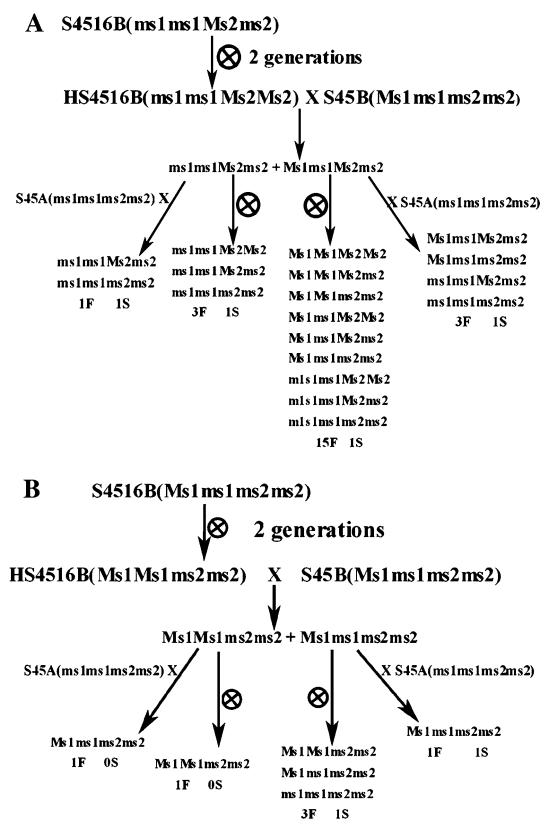 A
S4516B(ms1ms1Ms2ms2)
2 generations
HS4516B(ms1ms1Ms2Ms2) X S45B(Ms1ms1ms2ms2)
ms1ms1Ms2ms2 + Ms1ms1Ms2ms2
S45A(ms1ms1ms2ms2) X
X S45A(ms1ms1ms2ms2)
ms1ms1Ms2ms2
ms1ms1ms2ms2
1F 1S
ms1ms1Ms2Ms2
ms1ms1Ms2ms2
ms1ms1ms2ms2
3F 1S
Ms1Ms1Ms2Ms2
Ms1Ms1Ms2ms2
Ms1Ms1ms2ms2
Ms1ms1Ms2Ms2
Ms1ms1Ms2ms2
Ms1ms1ms2ms2
m1s1ms1Ms2Ms2
m1s1ms1Ms2ms2
m1s1ms1ms2ms2
15F 1S
Ms1ms1Ms2ms2
Ms1ms1ms2ms2
ms1ms1Ms2ms2
ms1ms1ms2ms2
3F 1S
B
S4516B(Ms1ms1ms2ms2)
2 generations
HS4516B(Ms1Ms1ms2ms2) X S45B(Ms1ms1ms2ms2)
Ms1Ms1ms2ms2 + Ms1ms1ms2ms2
S45A(ms1ms1ms2ms2) X
X S45A(ms1ms1ms2ms2)
Ms1ms1ms2ms2
1F 0S
Ms1Ms1ms2ms2
1F 0S
Ms1Ms1ms2ms2
Ms1ms1ms2ms2
ms1ms1ms2ms2
3F 1S
Ms1ms1ms2ms2
1F 1S